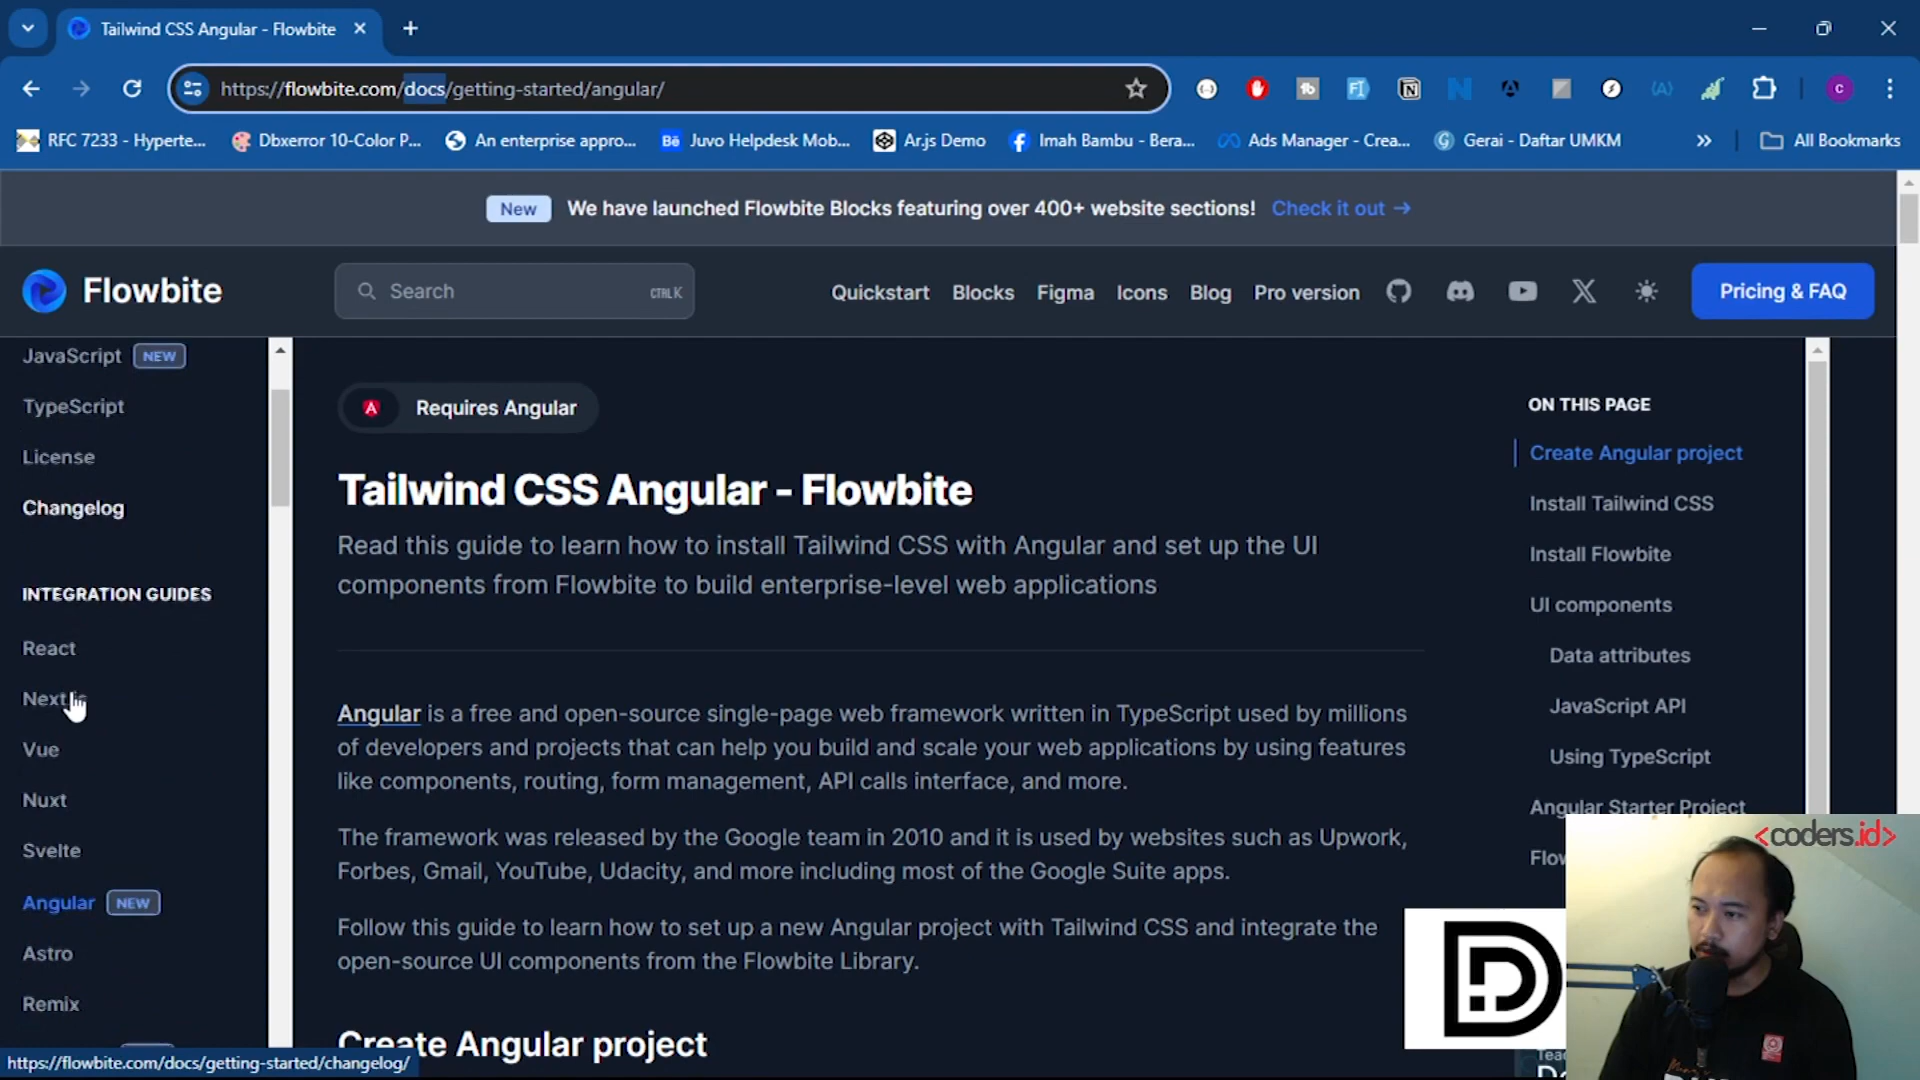 Tailwind CSS Angular - Flowbite
https://flowbite.com/docs/getting-started/angular/
RFC 7233 - Hyperte...
Dbxerror 10-Color P...
An enterprise appro...
Juvo Helpdesk Mob...
Ar.js Demo
Imah Bambu - Bera...
Ads Manager - Crea...
Gerai - Daftar UMKM
All Bookmarks
New We have launched Flowbite Blocks featuring over 400+ website sections! Check it out →
Flowbite
Search CTRL K
Quickstart Blocks Figma Icons Blog Pro version
Pricing & FAQ
JavaScript NEW
TypeScript
License
Changelog
INTEGRATION GUIDES
React
Vue
Nuxt
Svelte
Angular NEW
Astro
Remix
https://flowbite.com/docs/getting-started/changelog/
Requires Angular
Tailwind CSS Angular - Flowbite
Read this guide to learn how to install Tailwind CSS with Angular and set up the UI
components from Flowbite to build enterprise-level web applications
Angular is a free and open-source single-page web framework written in TypeScript used by millions
of developers and projects that can help you build and scale your web applications by using features
like components, routing, form management, API calls interface, and more.
The framework was released by the Google team in 2010 and it is used by websites such as Upwork,
Forbes, Gmail, YouTube, Udacity, and more including most of the Google Suite apps.
Follow this guide to learn how to set up a new Angular project with Tailwind CSS and integrate the
open-source UI components from the Flowbite Library.
Create Angular project
ON THIS PAGE
Create Angular project
Install Tailwind CSS
Install Flowbite
UI components
Data attributes
JavaScript API
Using TypeScript
Angular Starter Project
<coders.id>